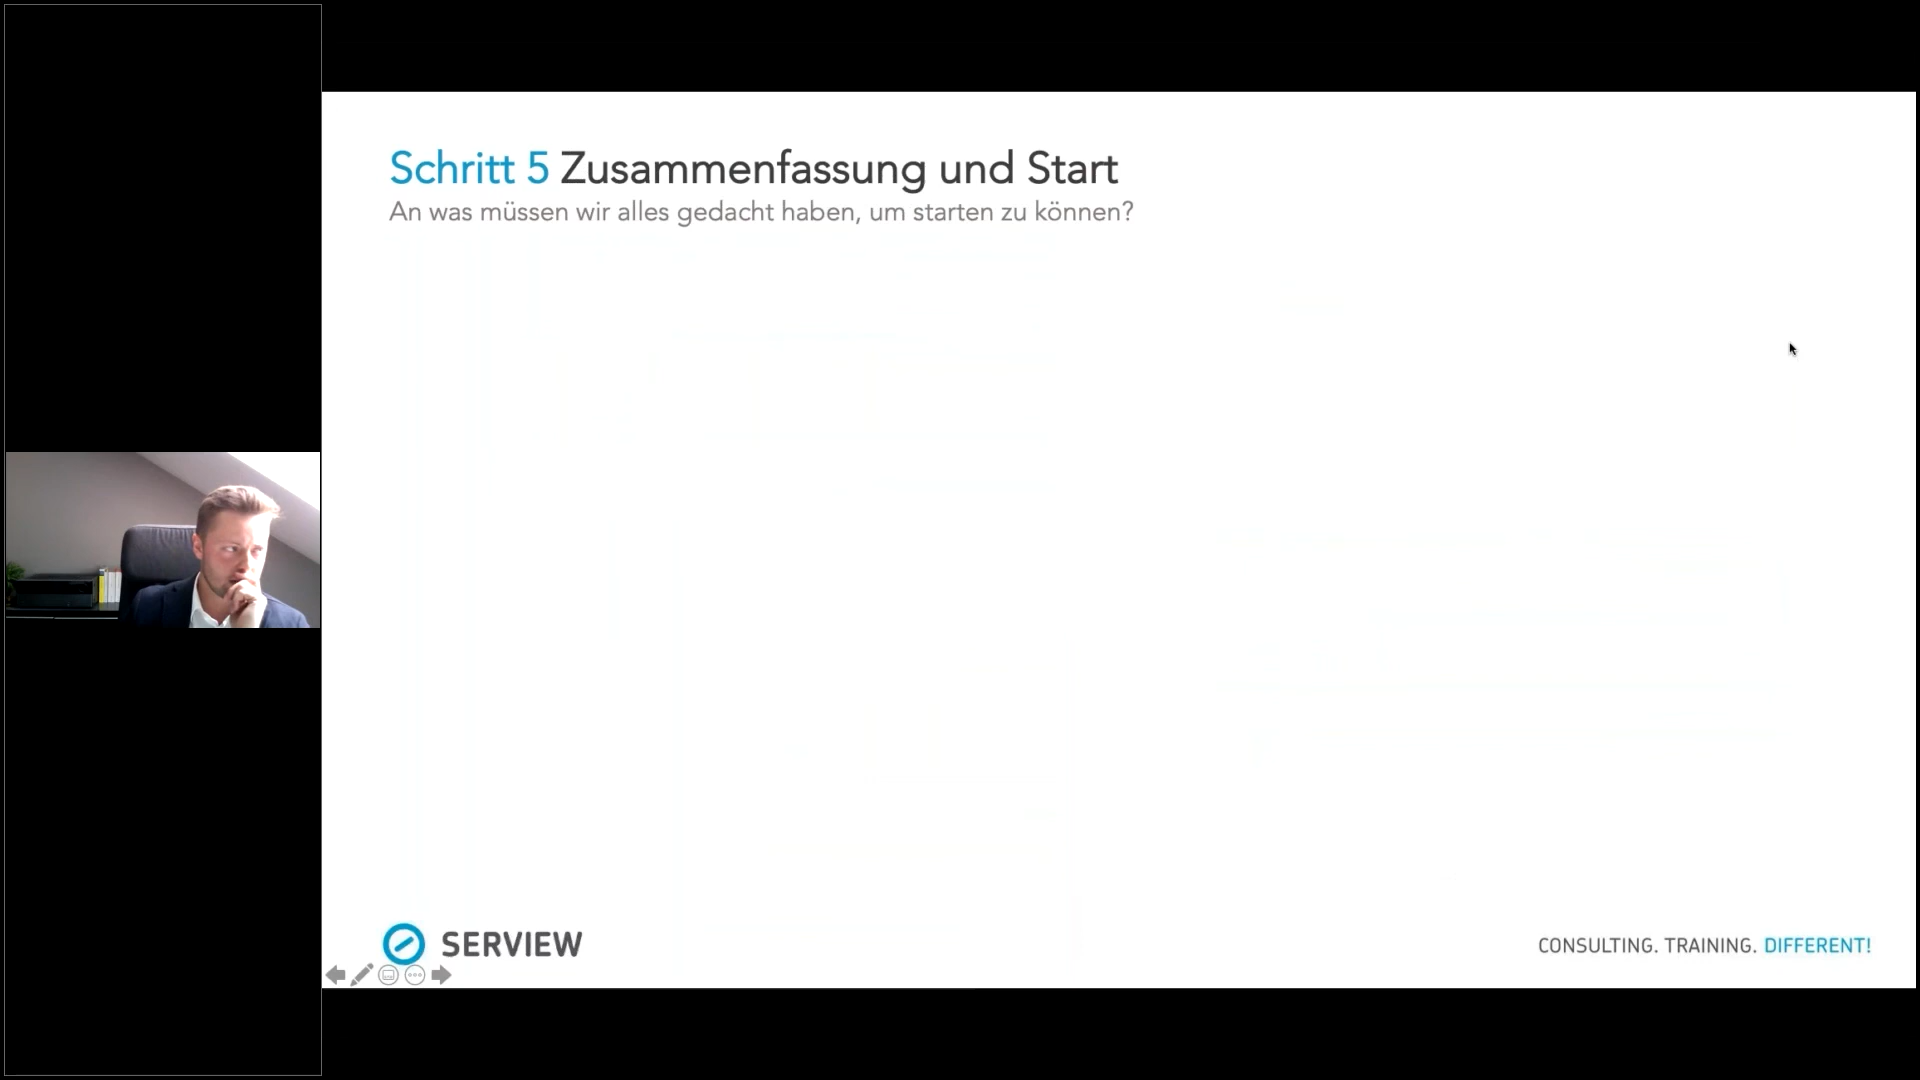 Schritt 5 Zusammenfassung und Start
An was müssen wir alles gedacht haben, um starten zu können?
SERVIEW
CONSULTING. TRAINING. DIFFERENT!